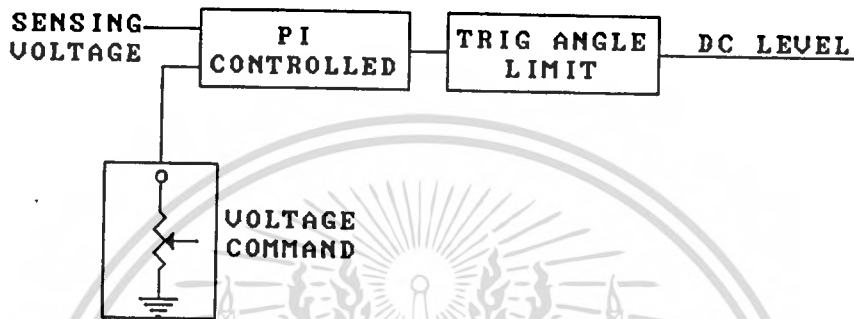 SENSING
VOLTAGE
PI
CONTROLLED
TRIG ANGLE
LIMIT
DC LEVEL
VOLTAGE
COMMAND